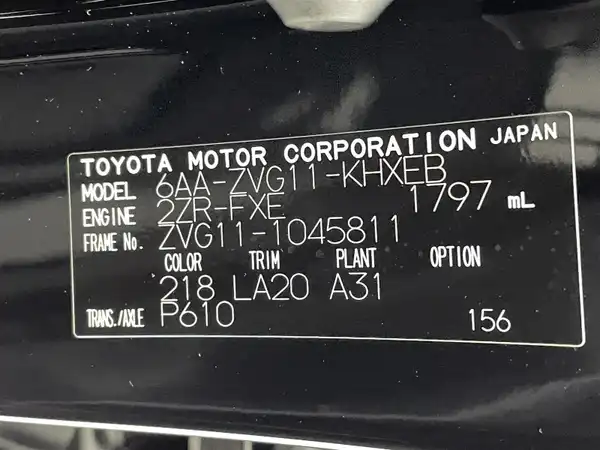 TOYOTA MOTOR CORPORATION JAPAN
MODEL 6AA-ZVG11-KHXEB
ENGINE 2ZR-FXE 1797 mL
FRAME No. ZVG11-1045811
COLOR TRIM PLANT OPTION
218 LA20 A31
TRANS./AXLE P610 156